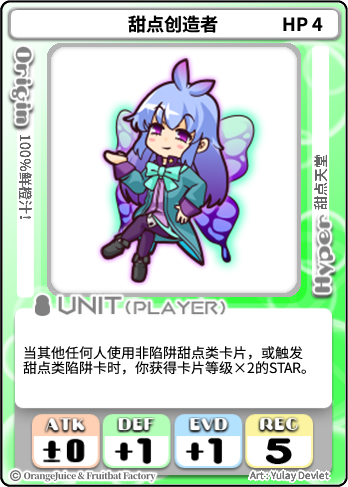 甜点创造者 HP 4
Origin
100%鲜橙汁!
Hyper 甜点天堂
UNIT(PLAYER)
当其他任何人使用非陷阱甜点类卡片，或触发
甜点类陷阱卡时，你获得卡片等级×2的STAR。
ATK DEF EVD REC
±0 +1 +1 5
© OrangeJuice & Fruitbat Factory Art: Yulay Devlet